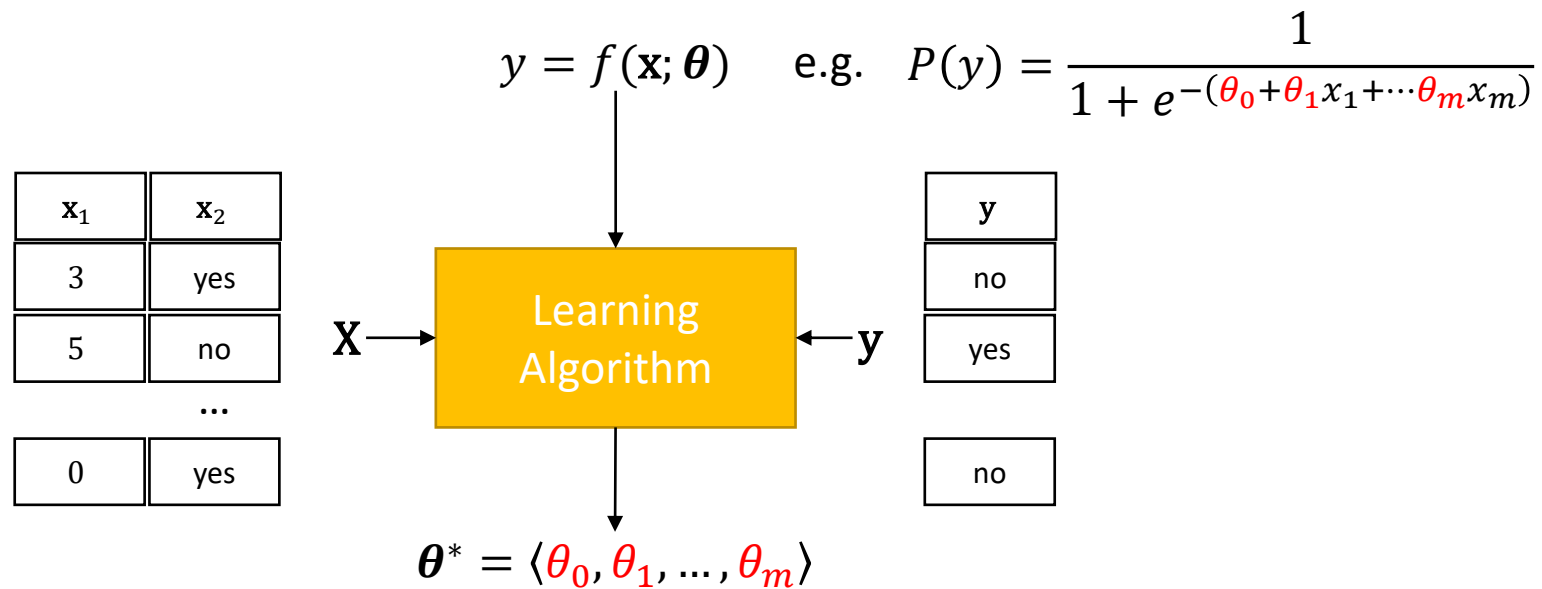 y = f(𝐱; 𝜽) e.g. P(y) = 1 / (1 + e^−(θ₀+θ₁x₁+⋯θₘxₘ))
𝐱₁ 𝐱₂
3 yes
5 no
...
0 yes
𝐗
Learning
Algorithm
𝐲
𝐲
no
yes
no
𝜽* = ⟨θ₀, θ₁, ..., θₘ⟩